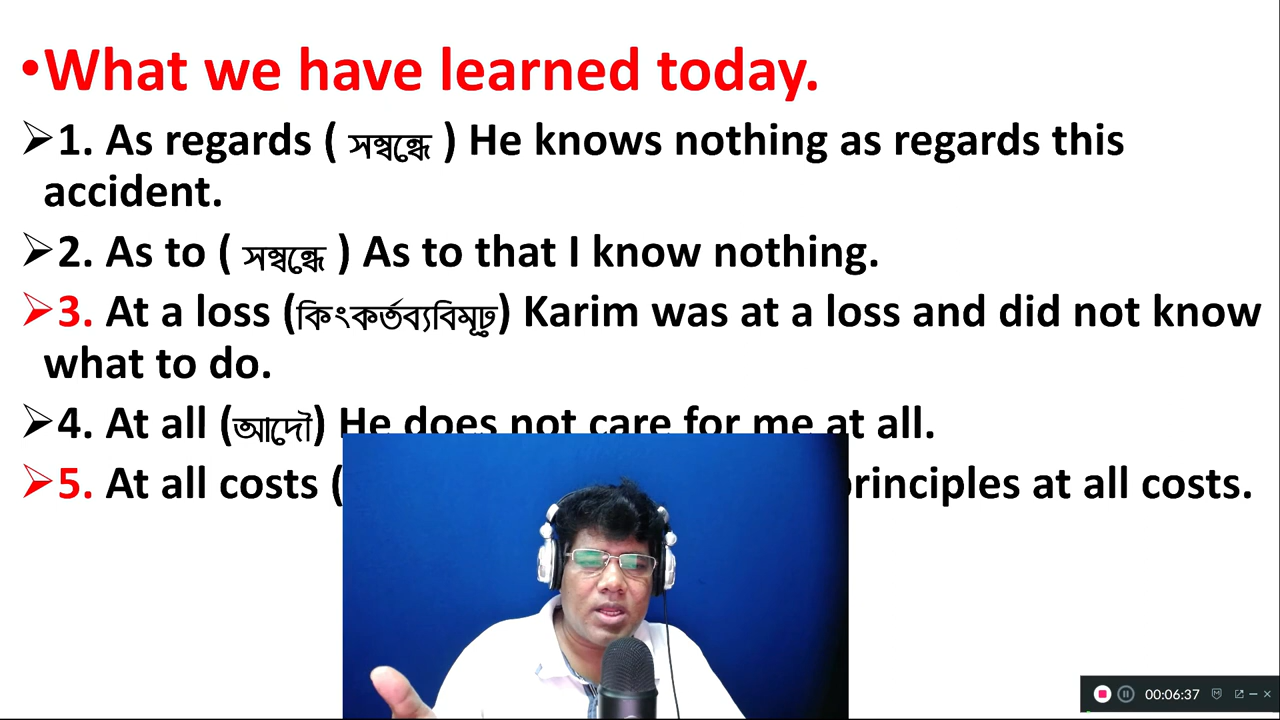 •What we have learned today.
➢1. As regards ( সম্বন্ধে ) He knows nothing as regards this
accident.
➢2. As to ( সম্বন্ধে ) As to that I know nothing.
➢3. At a loss (কিংকর্তব্যবিমূঢ়) Karim was at a loss and did not know
what to do.
➢4. At all (আদৌ) He does not care for me at all.
➢5. At all costs ( principles at all costs.
00:06:37